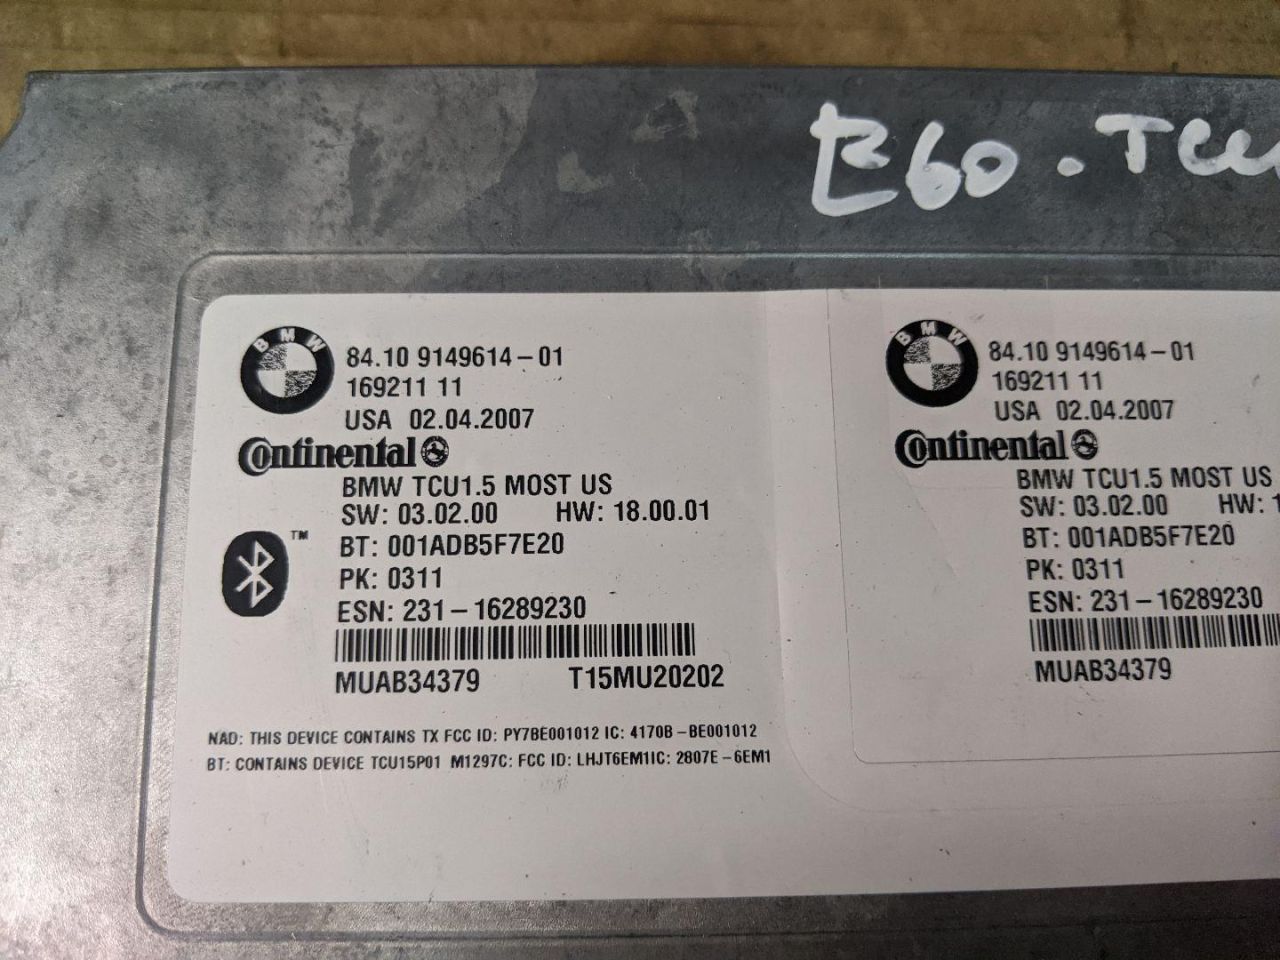 E60 . TCU
BMW
84.10 9149614-01
169211 11
USA 02.04.2007
Continental
BMW TCU1.5 MOST US
SW: 03.02.00 HW: 18.00.01
™
BT: 001ADB5F7E20
PK: 0311
ESN: 231-16289230
MUAB34379 T15MU20202
NAD: THIS DEVICE CONTAINS TX FCC ID: PY7BE001012 IC: 4170B-BE001012
BT: CONTAINS DEVICE TCU15P01 M1297C: FCC ID: LHJT6EM1IC: 2807E-6EM1
BMW
84.10 9149614-01
169211 11
USA 02.04.2007
Continental
BMW TCU1.5 MOST US
SW: 03.02.00 HW: 1
BT: 001ADB5F7E20
PK: 0311
ESN: 231-16289230
MUAB34379